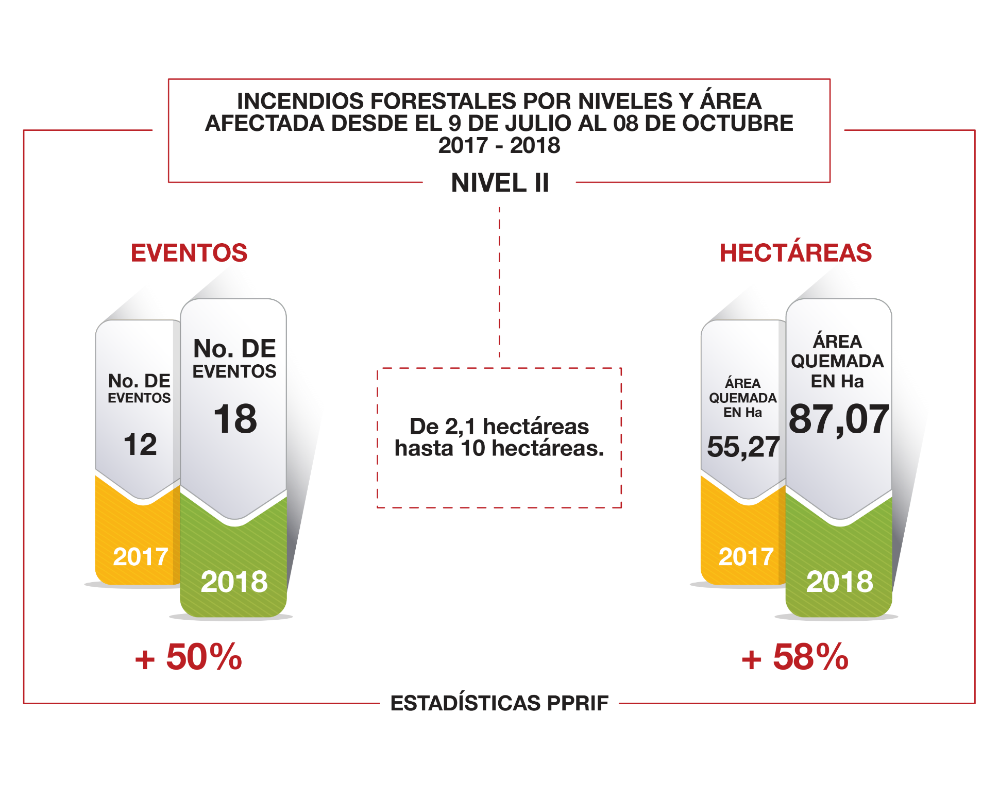 INCENDIOS FORESTALES POR NIVELES Y ÁREA
AFECTADA DESDE EL 9 DE JULIO AL 08 DE OCTUBRE
2017 - 2018
NIVEL II
EVENTOS
No. DE
EVENTOS
12
2017
No. DE
EVENTOS
18
2018
+ 50%
De 2,1 hectáreas
hasta 10 hectáreas.
HECTÁREAS
ÁREA
QUEMADA
EN Ha
55,27
2017
ÁREA
QUEMADA
EN Ha
87,07
2018
+ 58%
ESTADÍSTICAS PPRIF